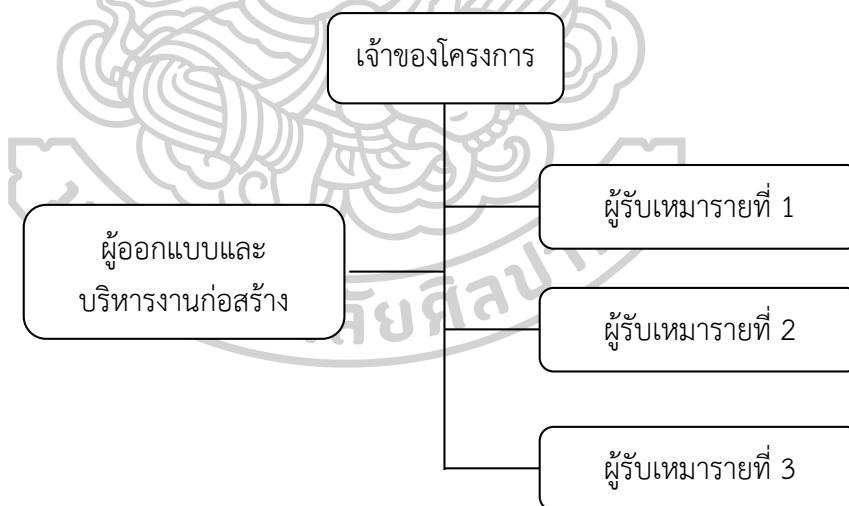 เจ้าของโครงการ
ผู้รับเหมารายที่ 1
ผู้ออกแบบและ
บริหารงานก่อสร้าง
ผู้รับเหมารายที่ 2
ผู้รับเหมารายที่ 3